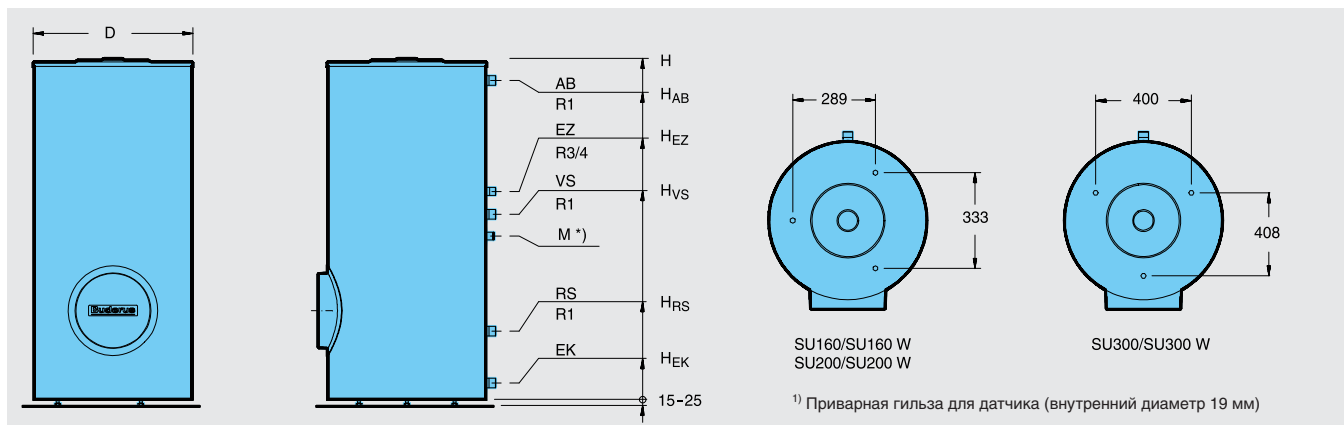 D
Buderus
H
AB
R1
H_AB
EZ
R3/4
H_EZ
VS
R1
H_VS
M *)
RS
R1
H_RS
EK
H_EK
15-25
289
333
SU160/SU160 W
SU200/SU200 W
400
408
SU300/SU300 W
1) Приварная гильза для датчика (внутренний диаметр 19 мм)